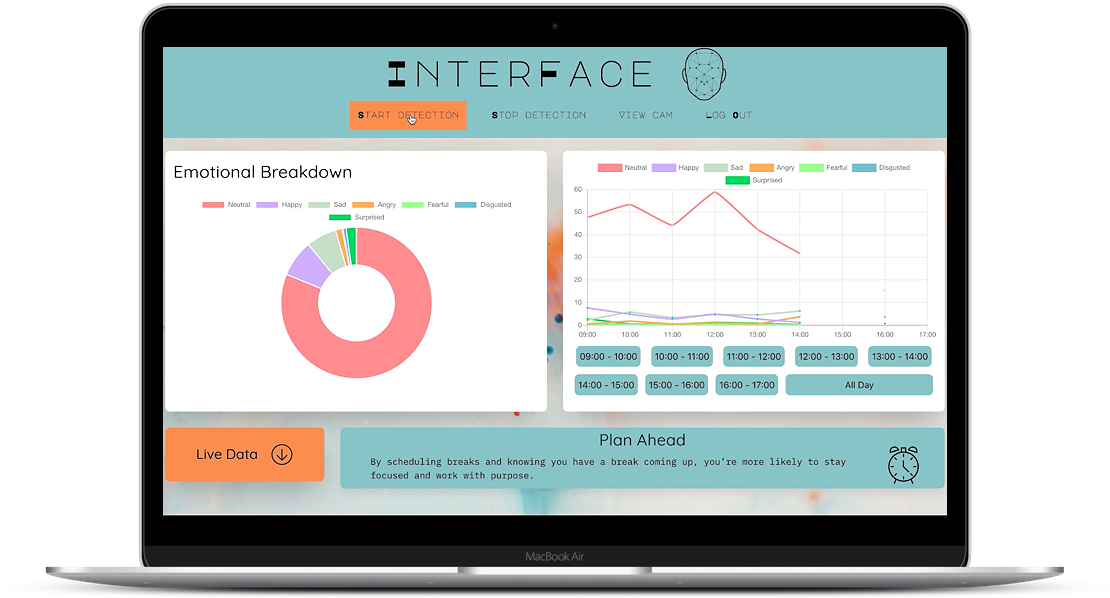 INTERFACE
START DETECTION STOP DETECTION VIEW CAM LOG OUT
Emotional Breakdown
Neutral Happy Sad Angry Fearful Disgusted
Surprised
Neutral Happy Sad Angry Fearful Disgusted
Surprised
60
50
40
30
20
10
0
09:00 10:00 11:00 12:00 13:00 14:00 15:00 16:00 17:00
09:00 - 10:00 10:00 - 11:00 11:00 - 12:00 12:00 - 13:00 13:00 - 14:00
14:00 - 15:00 15:00 - 16:00 16:00 - 17:00 All Day
Live Data
Plan Ahead
By scheduling breaks and knowing you have a break coming up, you’re more likely to stay
focused and work with purpose.
MacBook Air